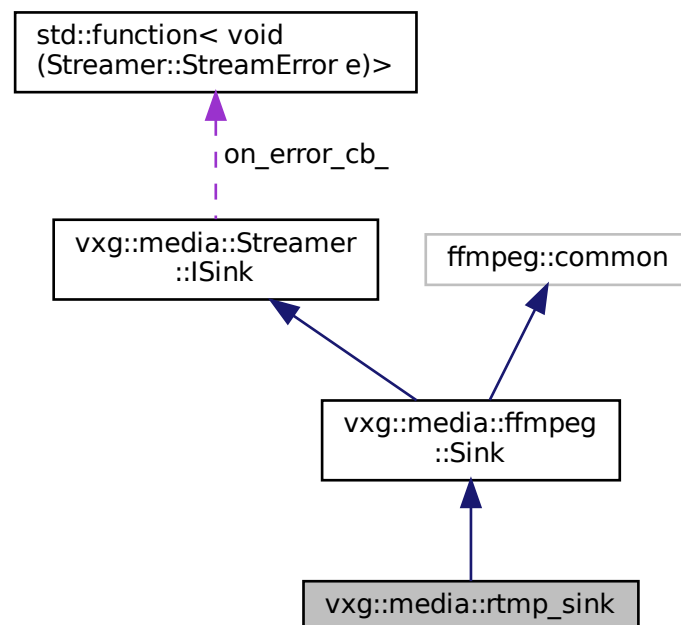 std::function< void
(Streamer::StreamError e)>
on_error_cb_
vxg::media::Streamer
::ISink
ffmpeg::common
vxg::media::ffmpeg
::Sink
vxg::media::rtmp_sink